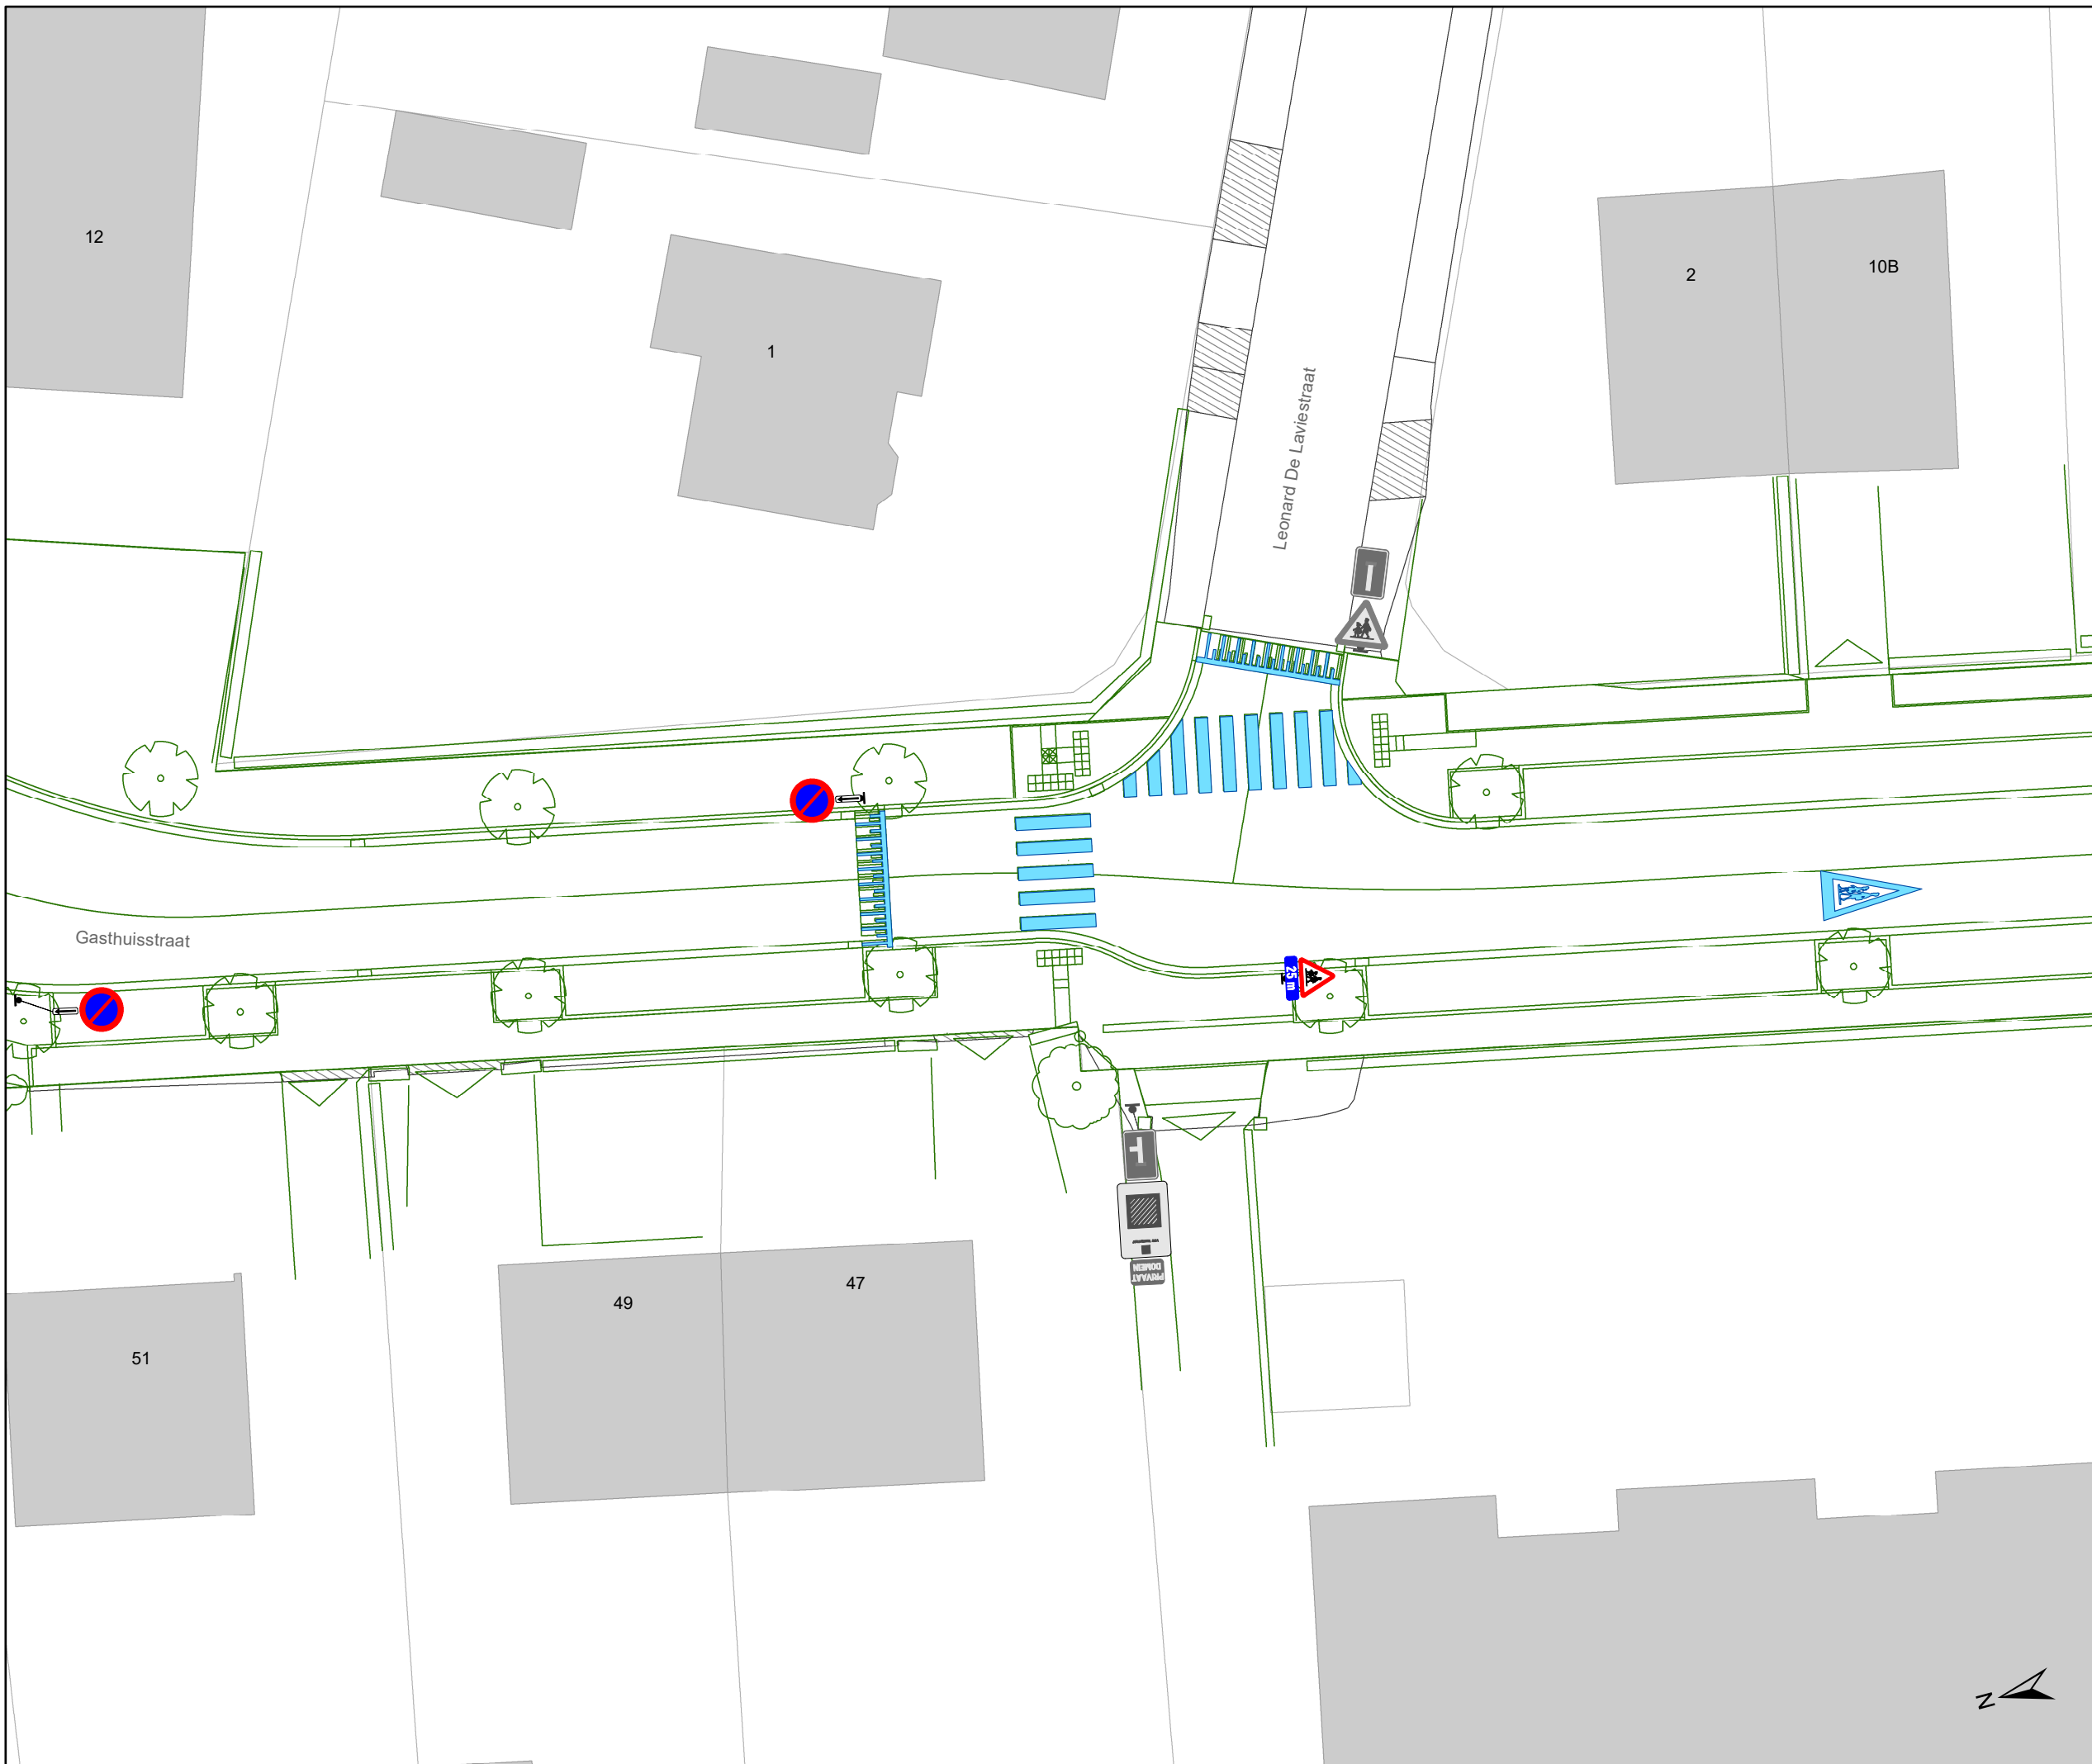 12
2
10B
1
Leonard De Laviestraat
Gasthuisstraat
25 m
PRIVAAT
DOMEIN
47
49
51
N